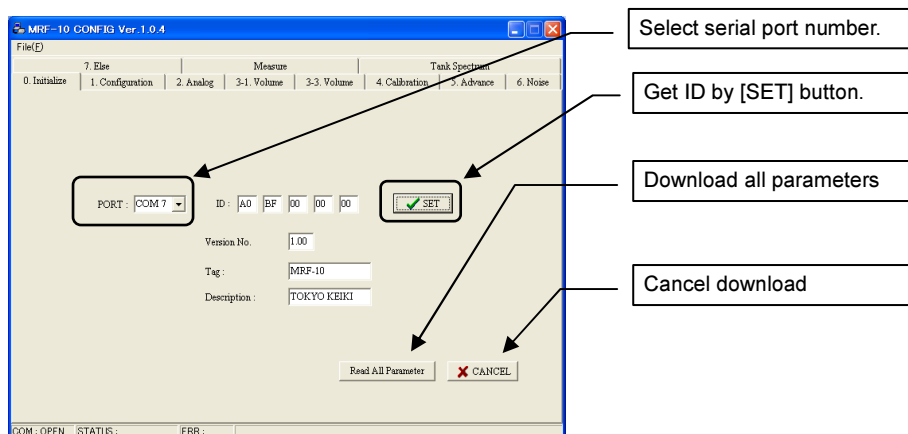 MRF-10 CONFIG Ver.1.0.4
File(F)
7. Else Measure Tank Spectrum
0. Initialize 1. Configuration 2. Analog 3-1. Volume 3-3. Volume 4. Calibration 5. Advance 6. Noise
PORT : COM 7 ID : A0 BF 00 00 00 SET
Version No. 1.00
Tag : MRF-10
Description : TOKYO KEIKI
Read All Parameter CANCEL
COM : OPEN STATUS : ERR :
Select serial port number.
Get ID by [SET] button.
Download all parameters
Cancel download